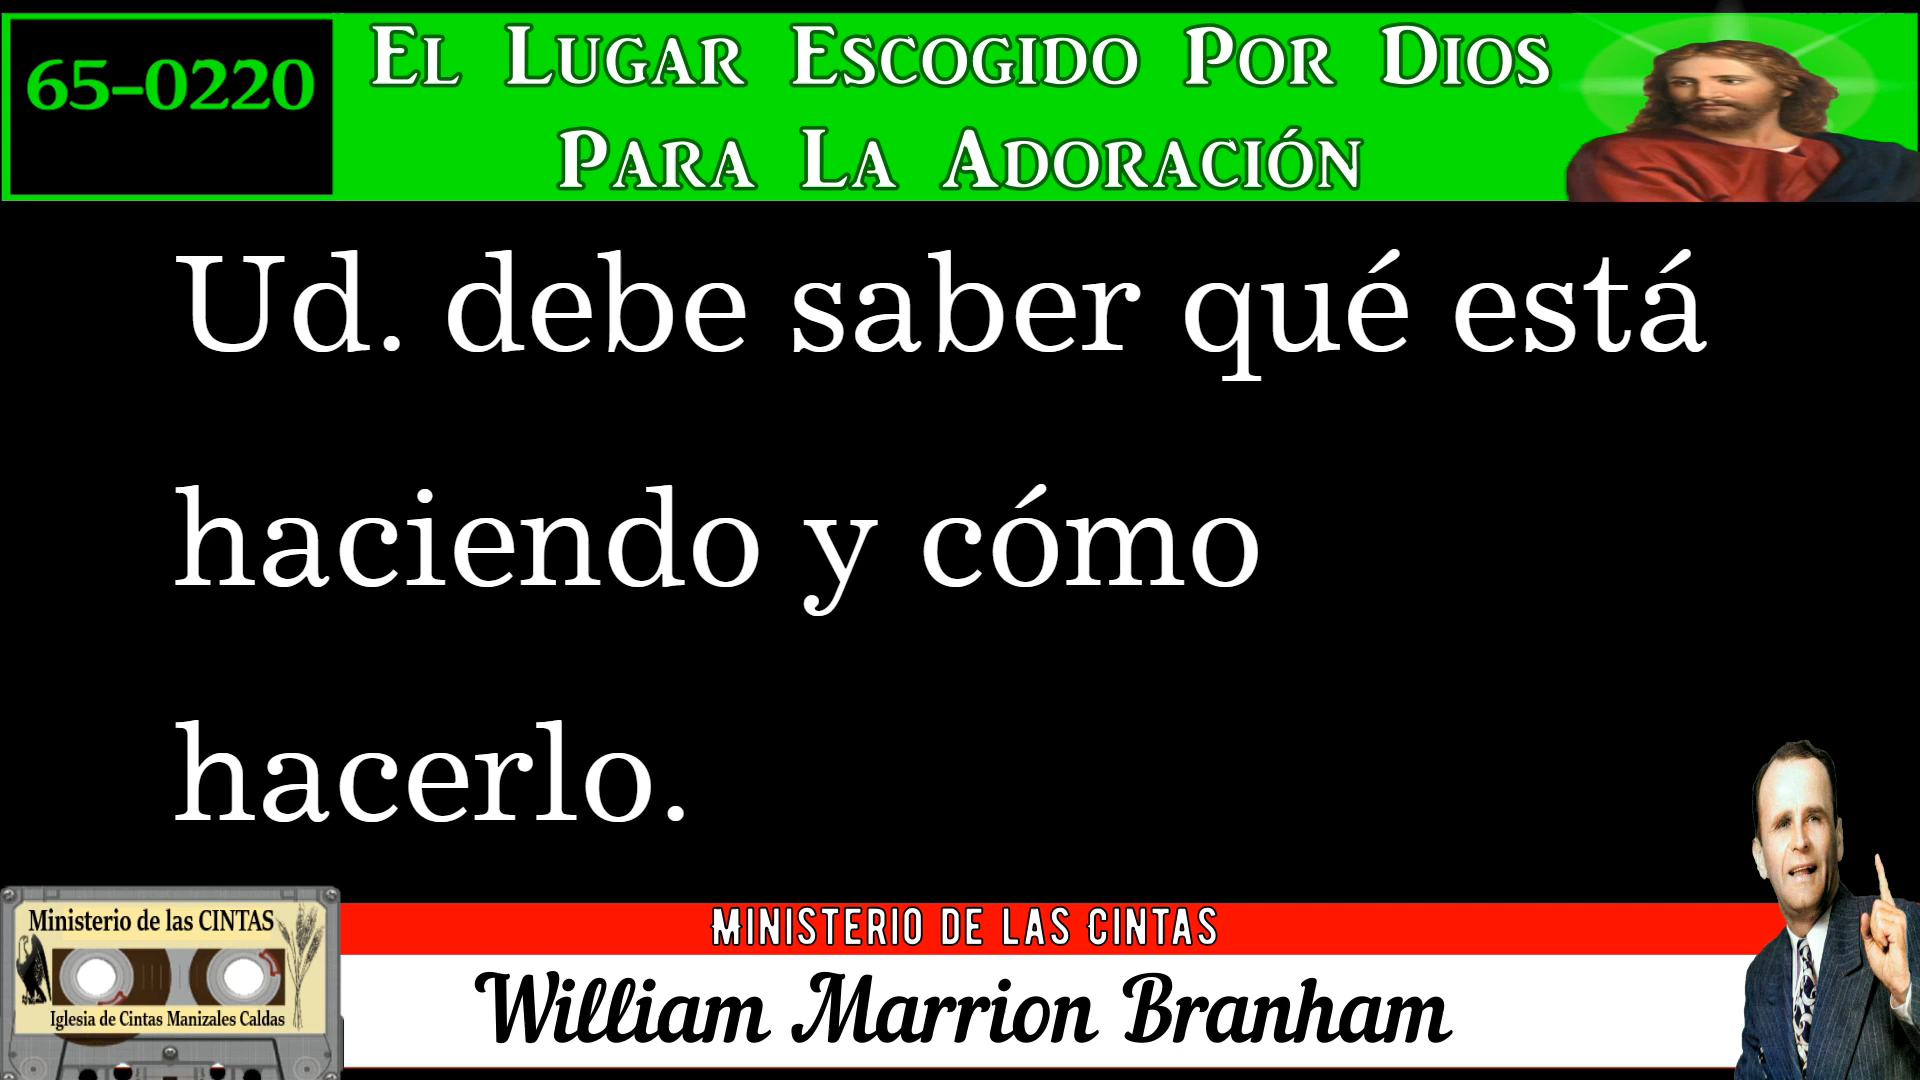 65-0220
El Lugar Escogido Por Dios
Para La Adoración
Ud. debe saber qué está
haciendo y cómo
hacerlo.
Ministerio de las CINTAS
Iglesia de Cintas Manizales Caldas
MINISTERIO DE LAS CINTAS
William Marrion Branham